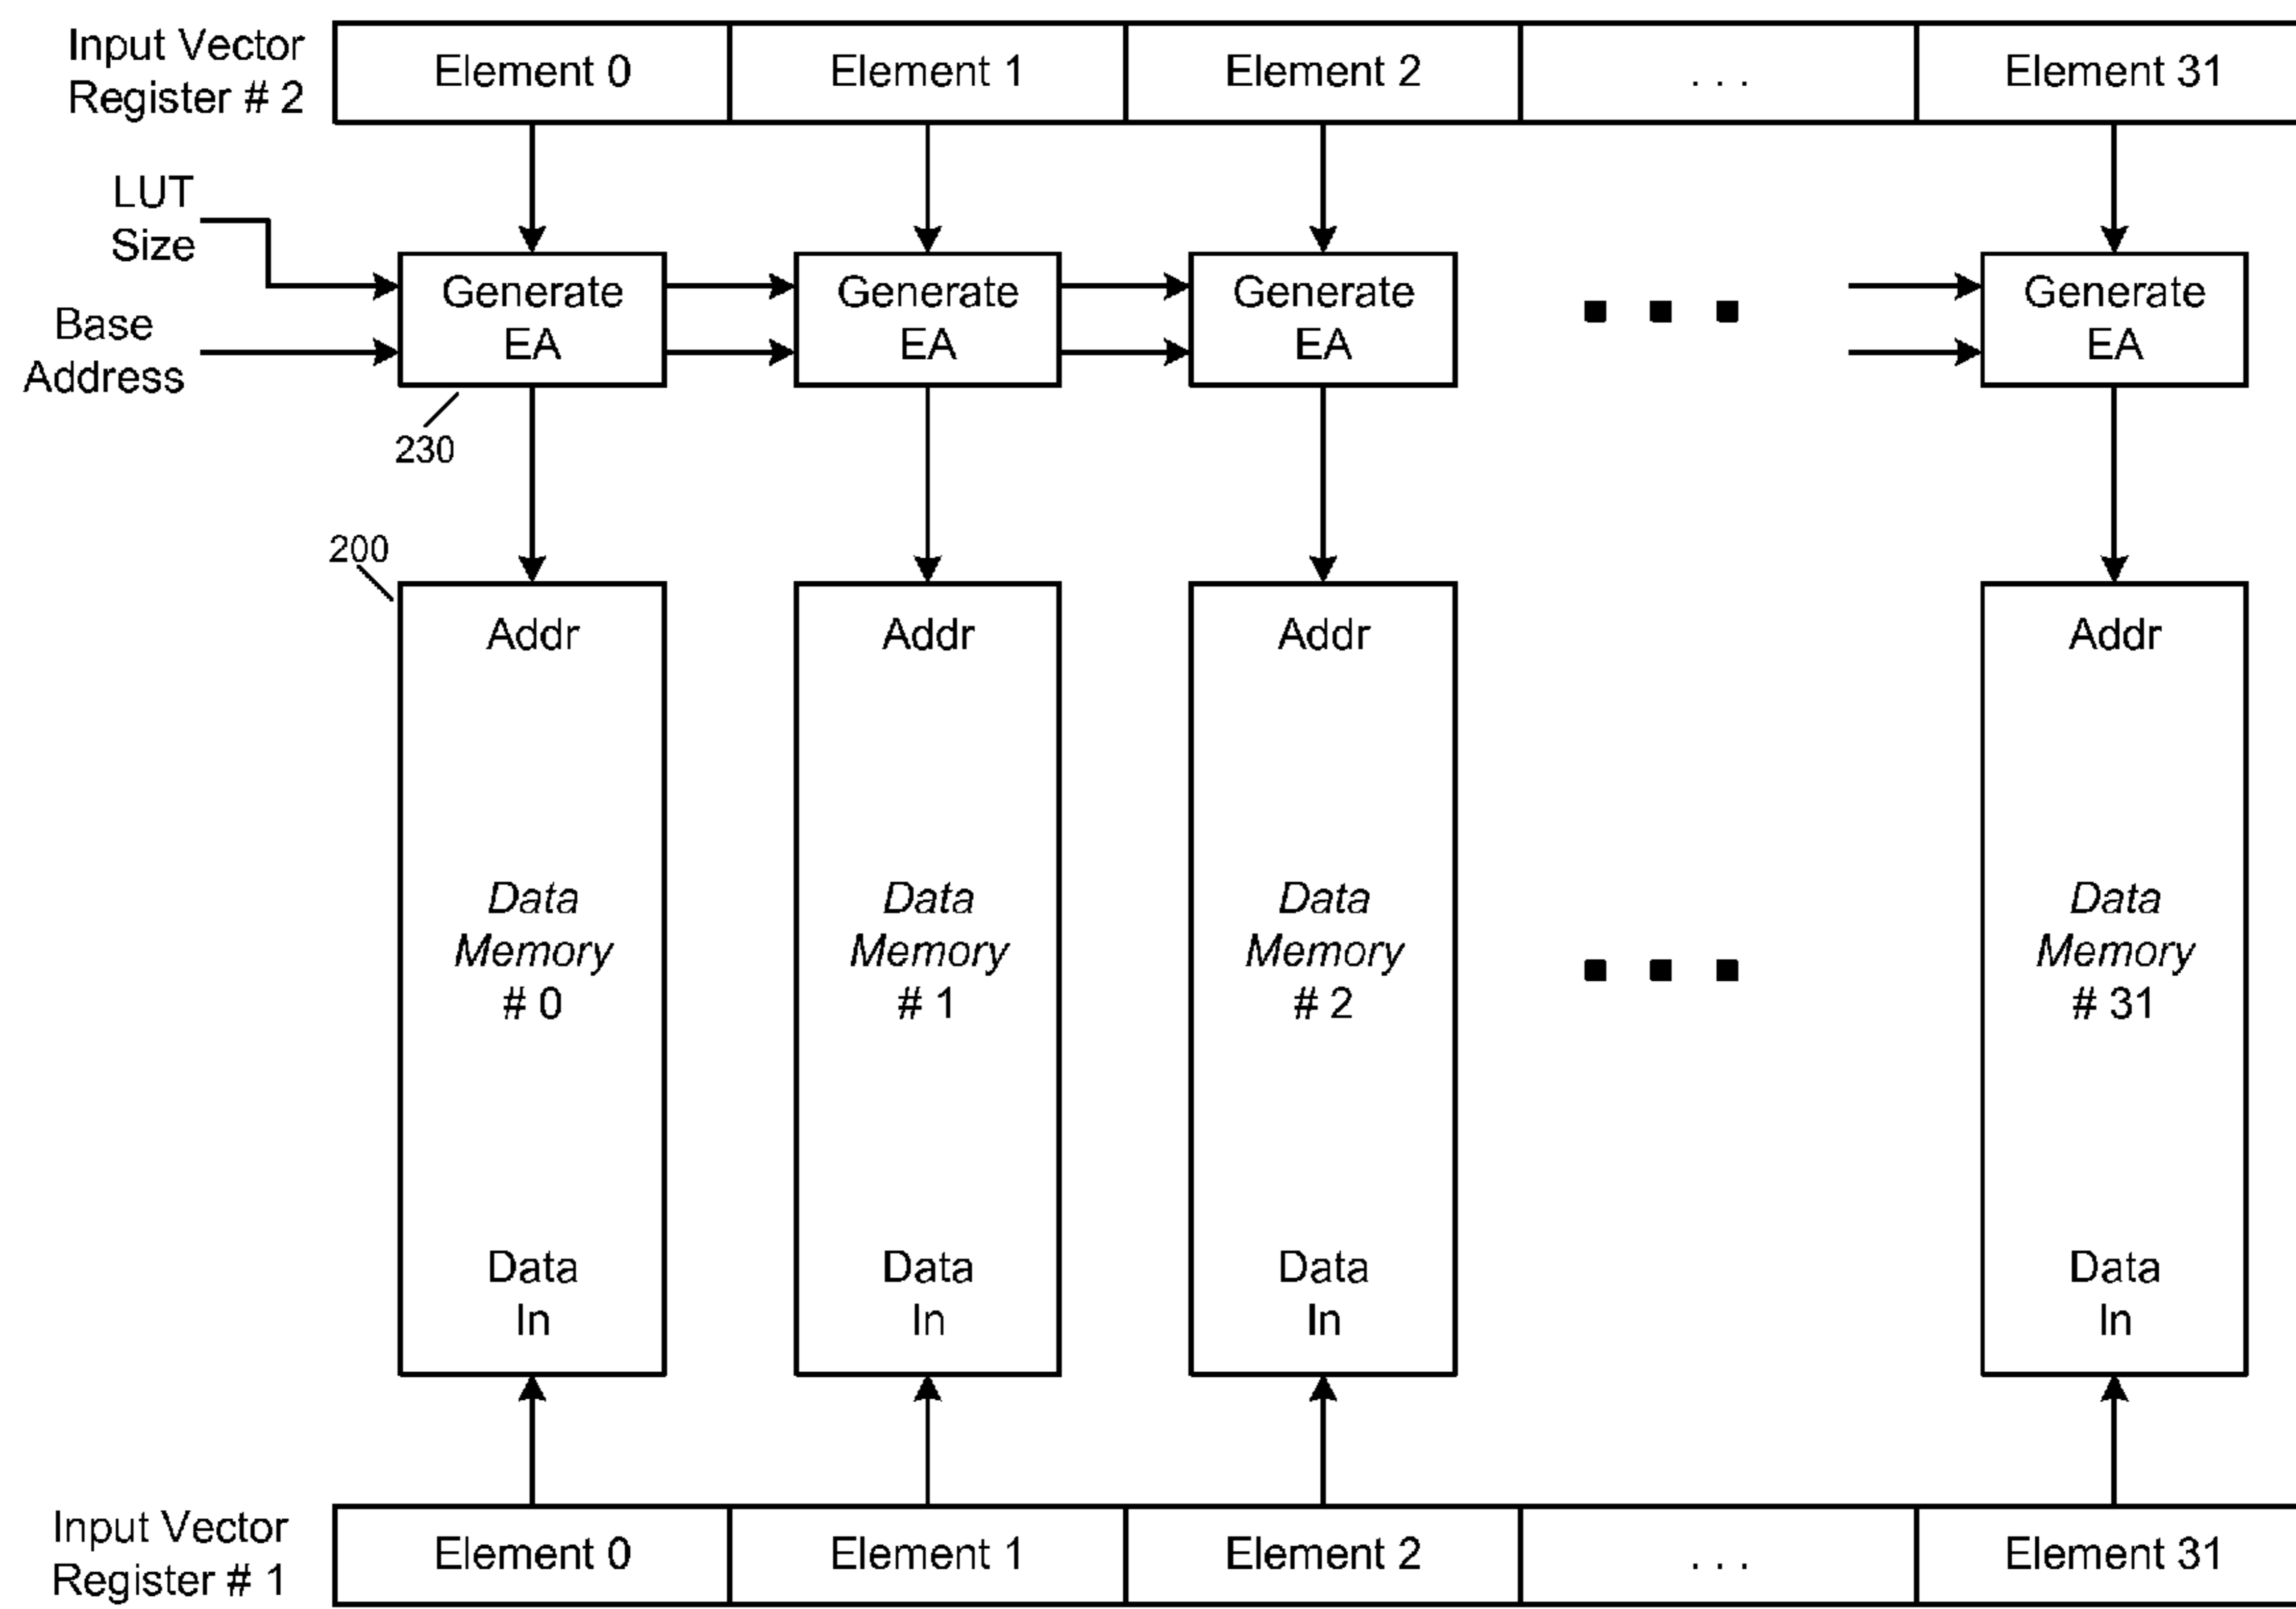 Input Vector
Register # 2
Element 0 Element 1 Element 2 . . . Element 31
LUT
Size
Base
Address
Generate
EA
Generate
EA
Generate
EA
Generate
EA
230
200
Addr
Data
Memory
# 0
Data
In
Addr
Data
Memory
# 1
Data
In
Addr
Data
Memory
# 2
Data
In
Addr
Data
Memory
# 31
Data
In
Input Vector
Register # 1
Element 0 Element 1 Element 2 . . . Element 31